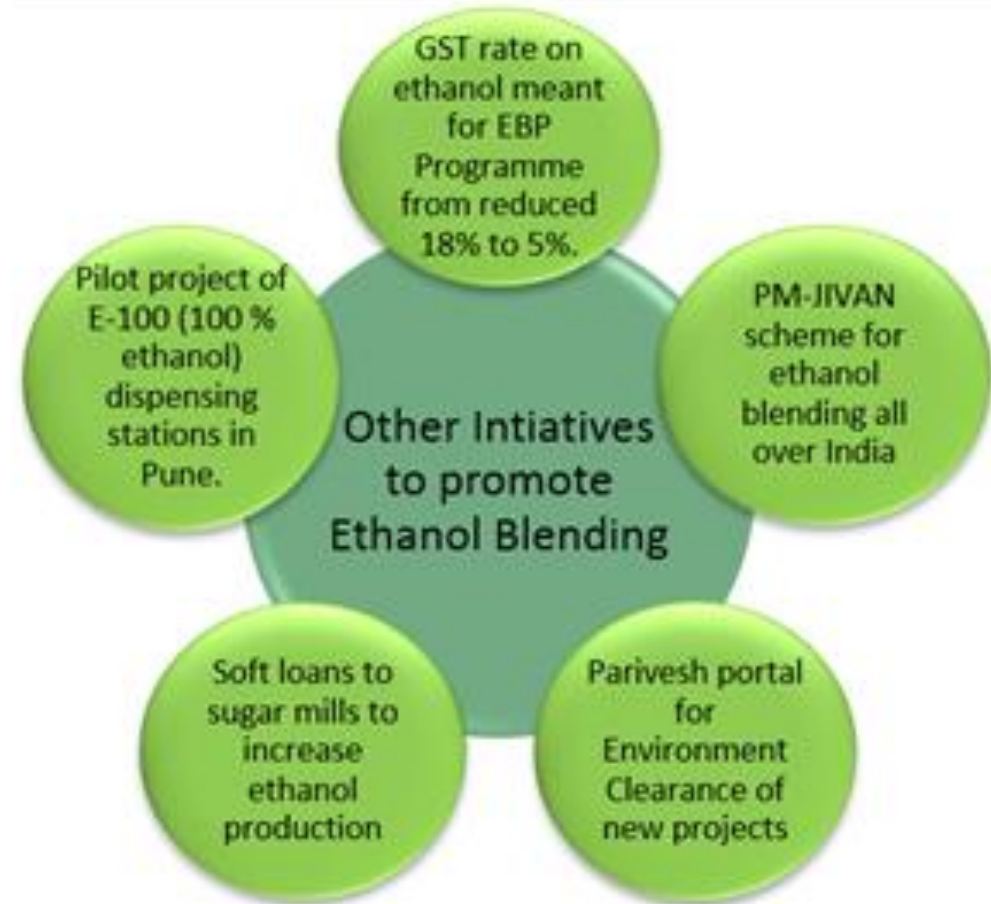 GST rate on
ethanol meant
for EBP
Programme
from reduced
18% to 5%.
Pilot project of
E-100 (100 %
ethanol)
dispensing
stations in
Pune.
PM-JIVAN
scheme for
ethanol
blending all
over India
Other Intiatives
to promote
Ethanol Blending
Soft loans to
sugar mills to
increase
ethanol
production
Parivesh portal
for
Environment
Clearance of
new projects